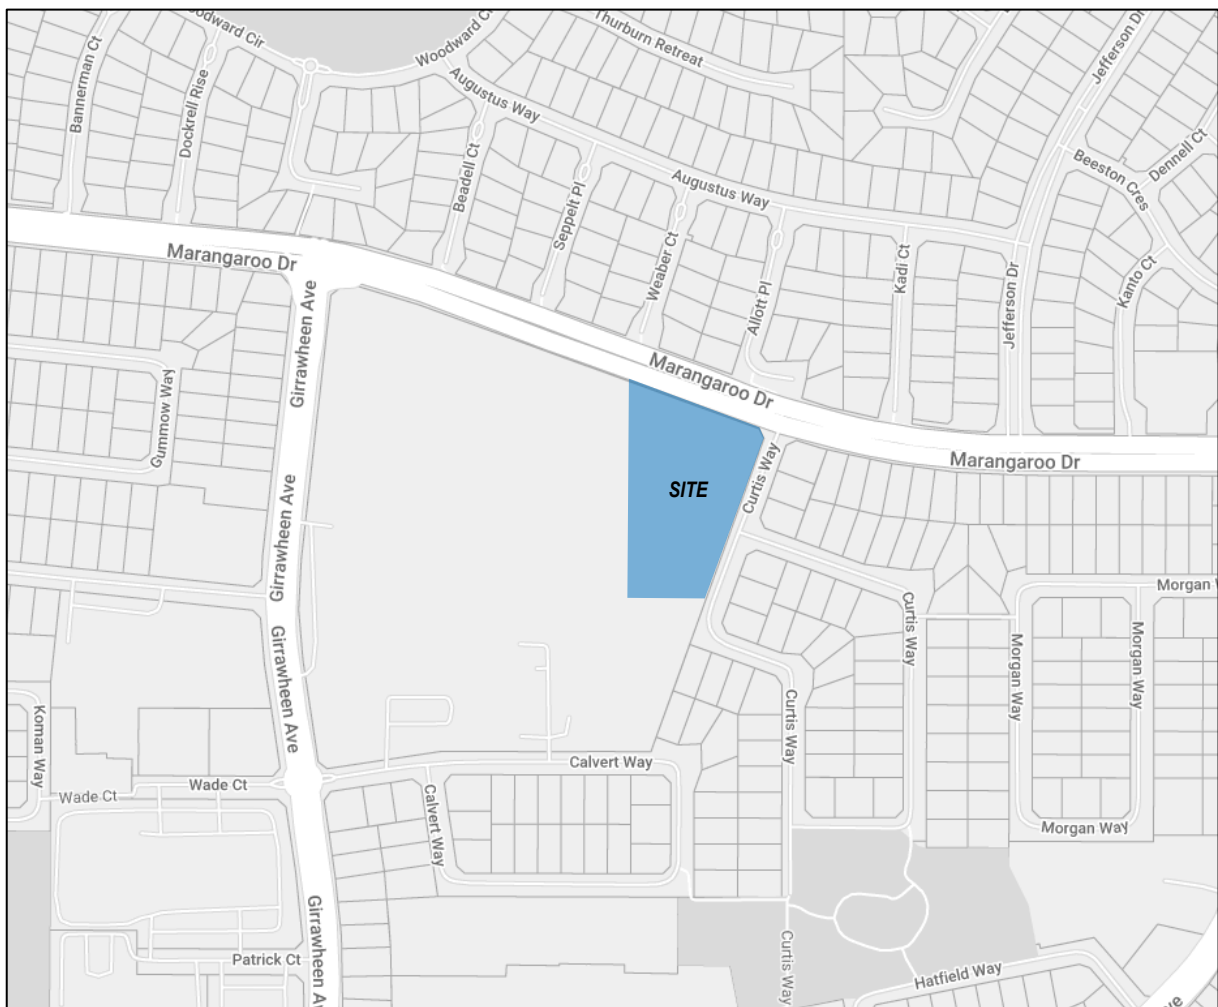 Woodward Cir
Thurburn Retreat
Jefferson Dr
Bannerman Ct
Dockrell Rise
Augustus Way
Beadell Ct
Beeston Cres
Dennell Ct
Seppelt Pl
Augustus Way
Weaber Ct
Allott Pl
Kadi Ct
Jefferson Dr
Kanto Ct
Marangaroo Dr
Girrawheen Ave
Marangaroo Dr
Gummow Way
Marangaroo Dr
SITE
Curtis Way
Girrawheen Ave
Morgan
Curtis Way
Girrawheen Ave
Morgan Way
Morgan Way
Koman Way
Curtis Way
Calvert Way
Wade Ct
Wade Ct
Calvert Way
Morgan Way
Girrawheen
Patrick Ct
Curtis Way
Hatfield Way